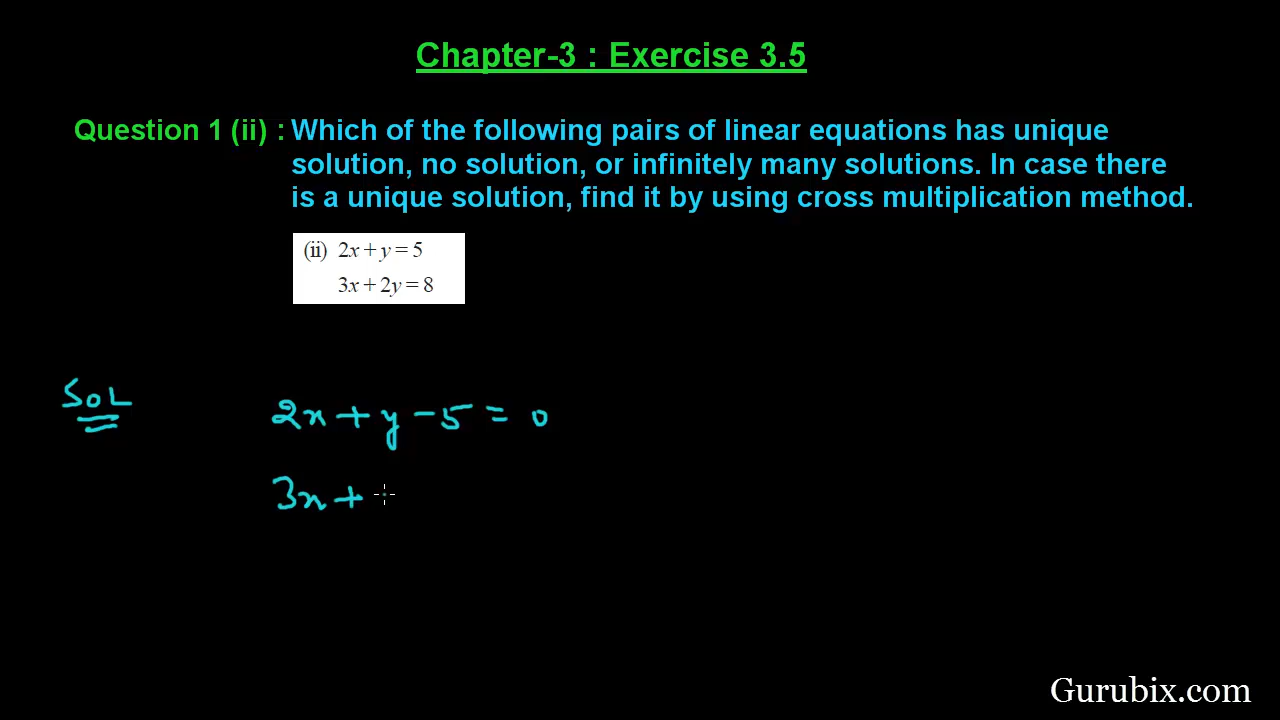 Chapter-3 : Exercise 3.5
Question 1 (ii) : Which of the following pairs of linear equations has unique
solution, no solution, or infinitely many solutions. In case there
is a unique solution, find it by using cross multiplication method.
(ii) 2x + y = 5
3x + 2y = 8
SOL
2x + y - 5 = 0
3x +
Gurubix.com